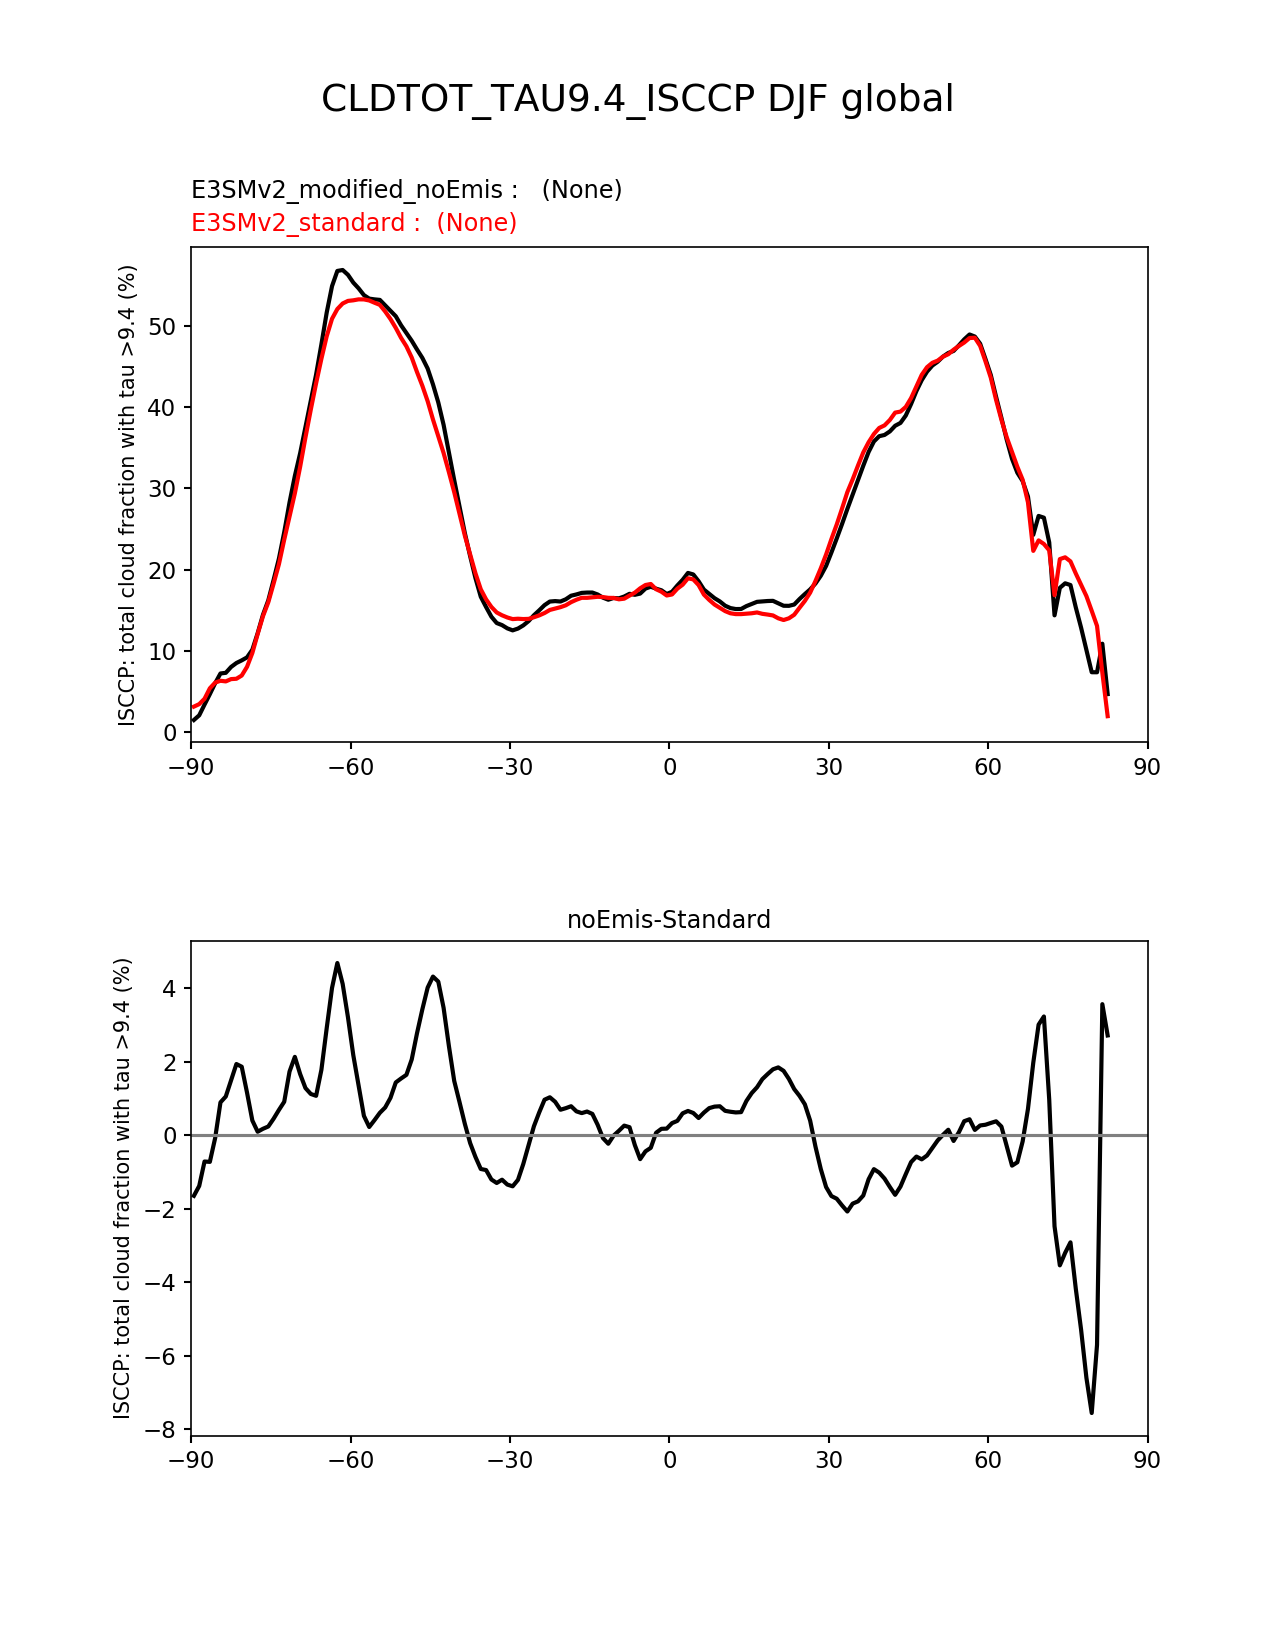 CLDTOT_TAU9.4_ISCCP DJF global
E3SMv2_modified_noEmis :   (None)
E3SMv2_standard :  (None)
ISCCP: total cloud fraction with tau >9.4 (%)
50
40
30
20
10
0
−90 −60 −30 0 30 60 90
noEmis-Standard
ISCCP: total cloud fraction with tau >9.4 (%)
4
2
0
−2
−4
−6
−8
−90 −60 −30 0 30 60 90